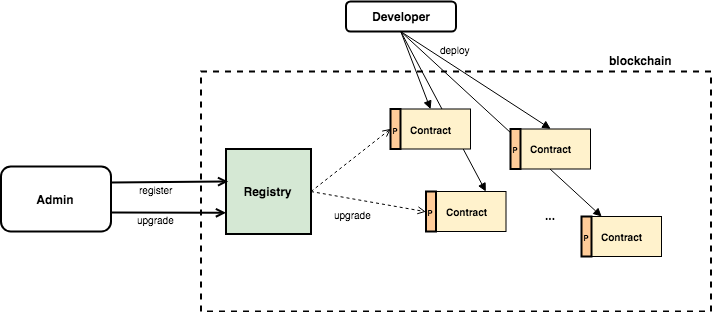 Developer
deploy
blockchain
P
Contract
P
Contract
register
Registry
Admin
upgrade
upgrade
P
Contract
...
P
Contract